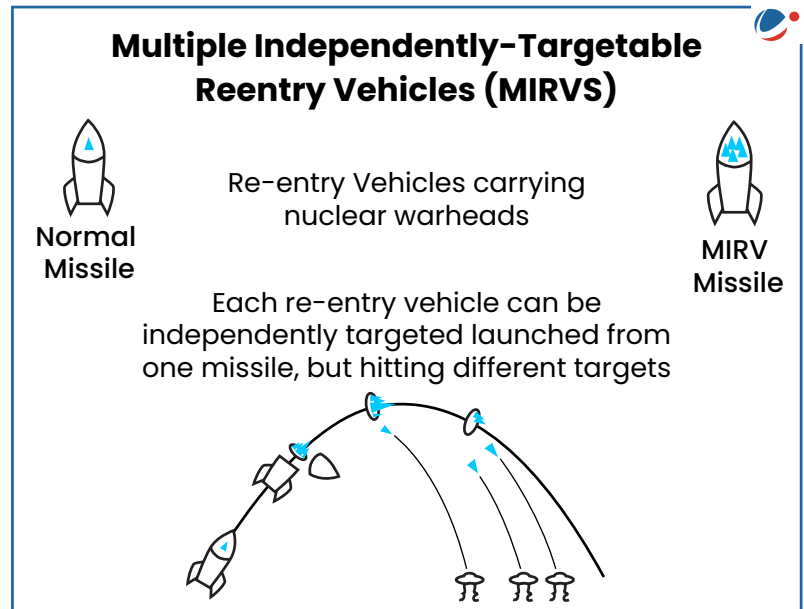 Multiple Independently-Targetable
Reentry Vehicles (MIRVS)
Re-entry Vehicles carrying
nuclear warheads
Normal
Missile
MIRV
Missile
Each re-entry vehicle can be
independently targeted launched from
one missile, but hitting different targets